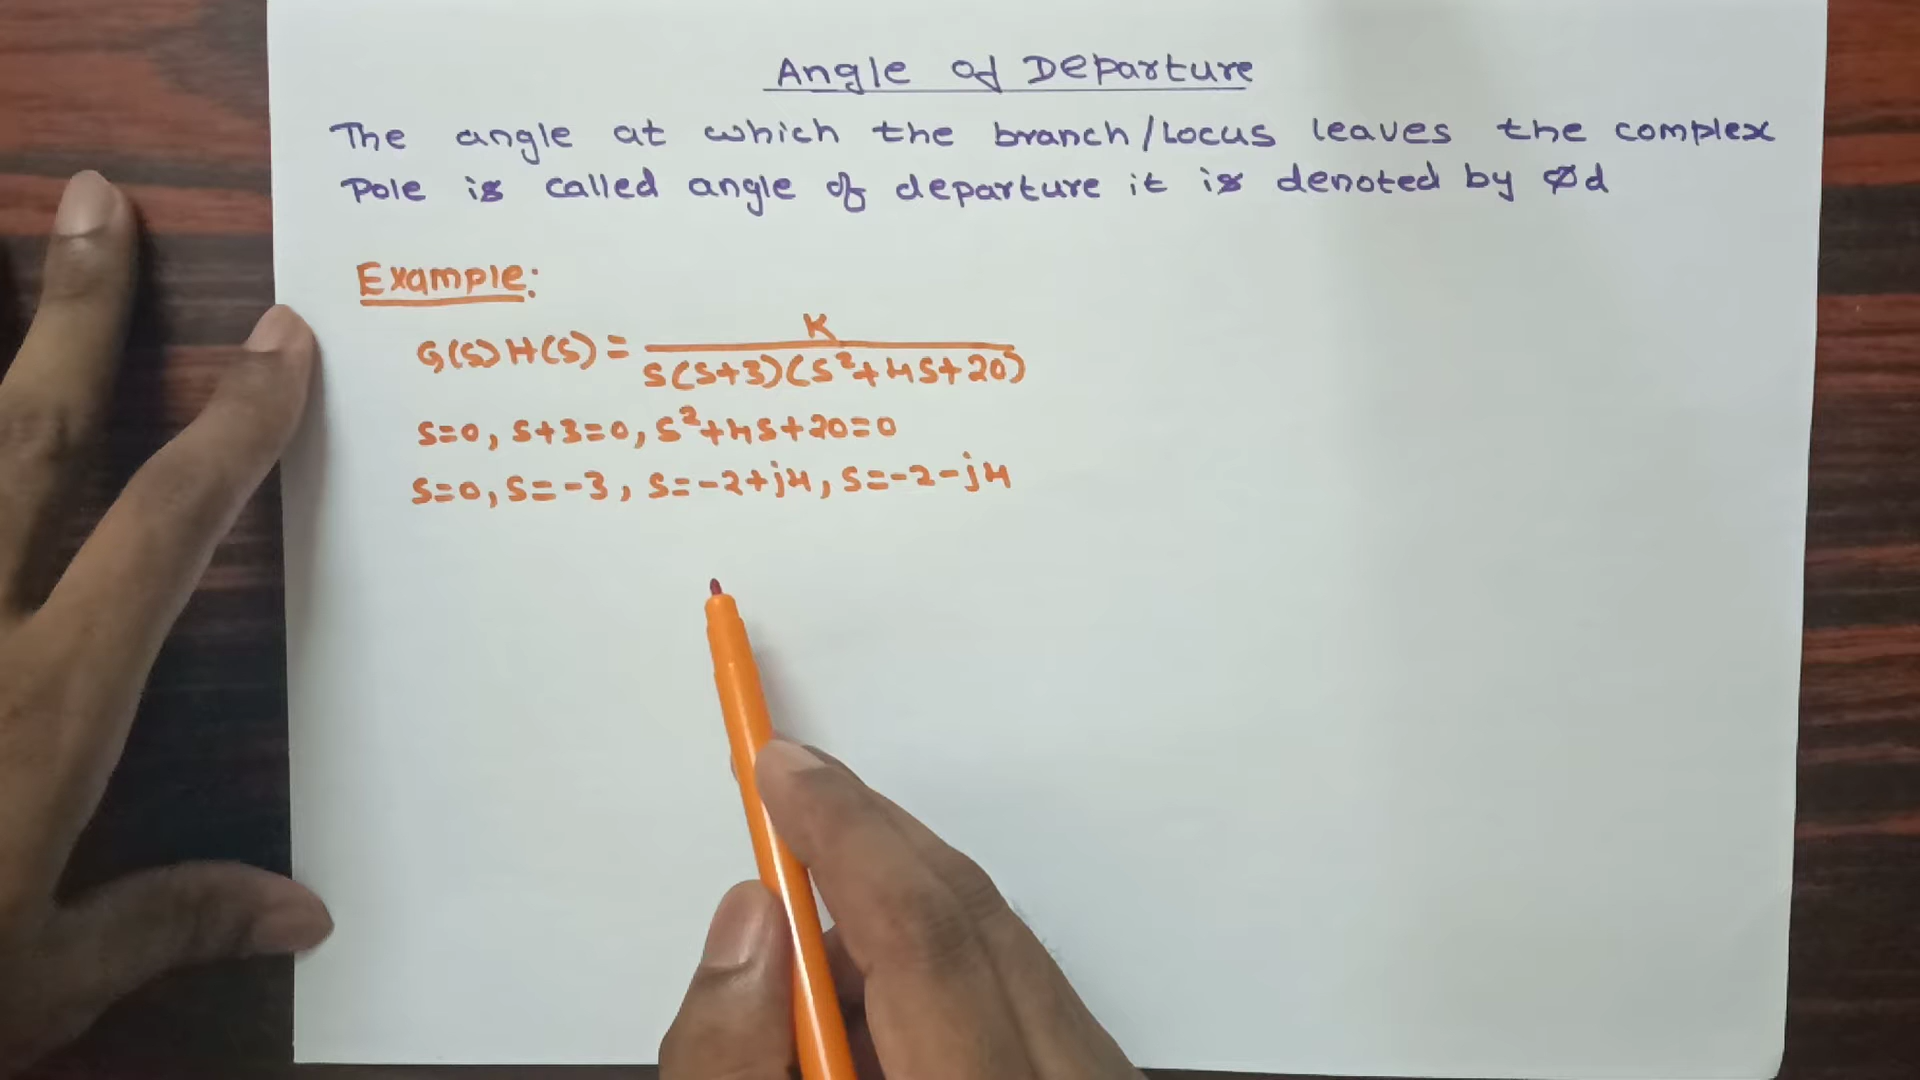 Angle of Departure
The angle at which the branch/Locus leaves the complex
Pole is called angle of departure it is denoted by Ød
Example:
G(s)H(s) = K / s(s+3)(s²+4s+20)
s=0, s+3=0, s²+4s+20=0
s=0, s=-3, s=-2+j4, s=-2-j4